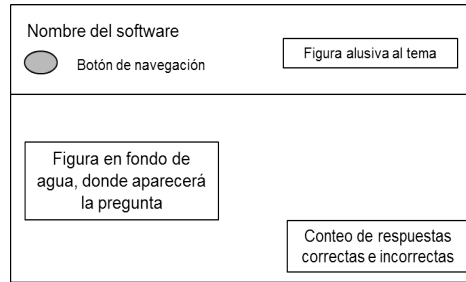 Nombre del software
Botón de navegación
Figura alusiva al tema
Figura en fondo de
agua, donde aparecerá
la pregunta
Conteo de respuestas
correctas e incorrectas